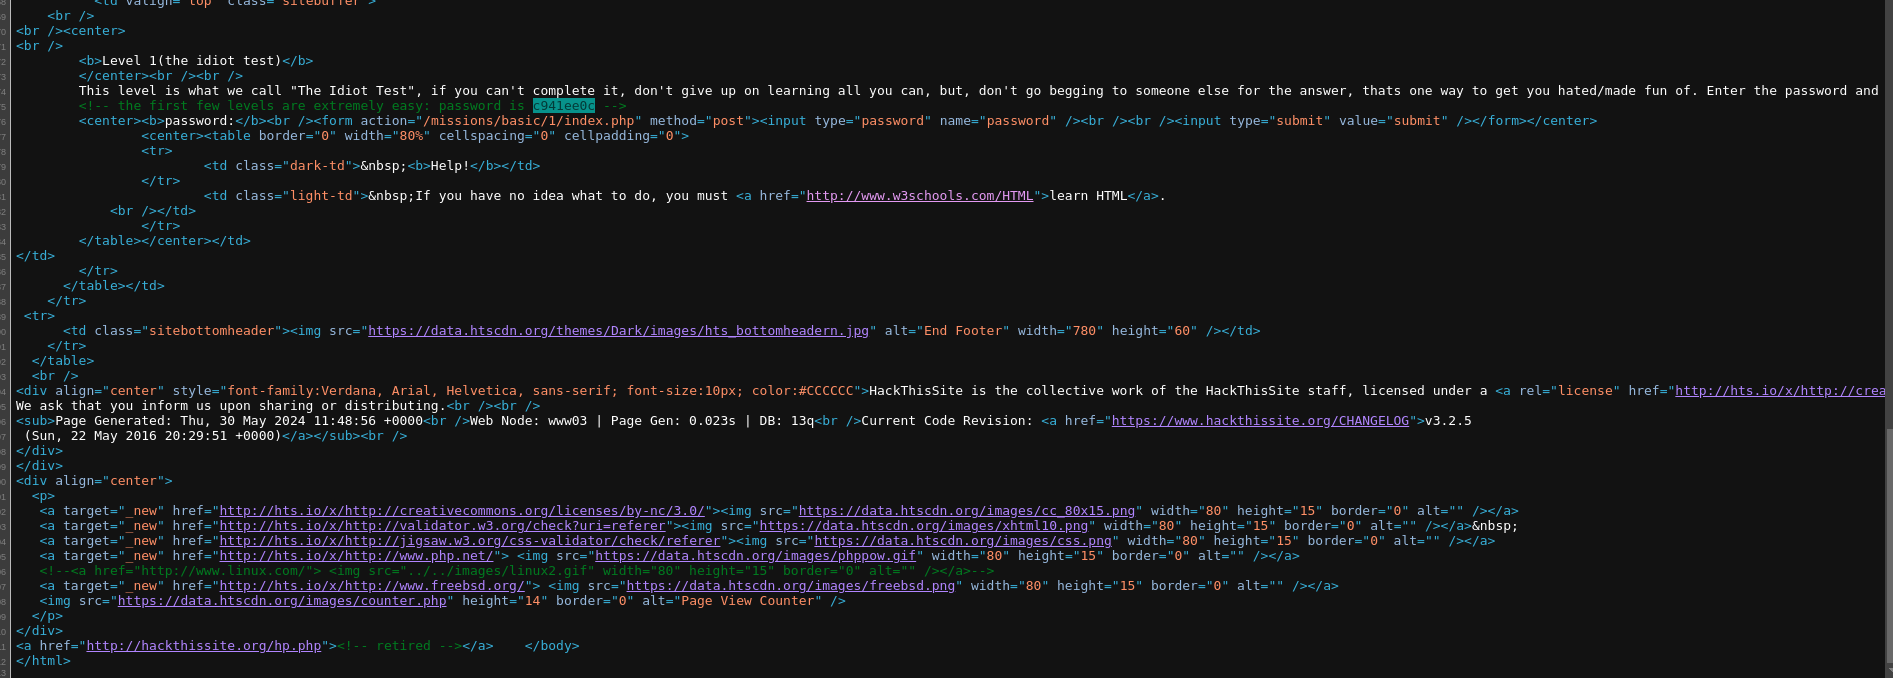 <td valign="top" class="sitebuffer">
<br />
<br /><center>
<br />
<b>Level 1(the idiot test)</b>
</center><br /><br />
This level is what we call "The Idiot Test", if you can't complete it, don't give up on learning all you can, but, don't go begging to someone else for the answer, thats one way to get you hated/made fun of. Enter the password and
<!-- the first few levels are extremely easy: password is c941ee0c -->
<center><b>password:</b><br /><form action="/missions/basic/1/index.php" method="post"><input type="password" name="password" /><br /><br /><input type="submit" value="submit" /></form></center>
<center><table border="0" width="80%" cellspacing="0" cellpadding="0">
<tr>
<td class="dark-td">&nbsp;<b>Help!</b></td>
</tr>
<td class="light-td">&nbsp;If you have no idea what to do, you must <a href="http://www.w3schools.com/HTML">learn HTML</a>.
<br /></td>
</tr>
</table></center></td>
</td>
</tr>
</table></td>
</tr>
<tr>
<td class="sitebottomheader"><img src="https://data.htscdn.org/themes/Dark/images/hts_bottomheadern.jpg" alt="End Footer" width="780" height="60" /></td>
</tr>
</table>
<br />
<div align="center" style="font-family:Verdana, Arial, Helvetica, sans-serif; font-size:10px; color:#CCCCCC">HackThisSite is the collective work of the HackThisSite staff, licensed under a <a rel="license" href="http://hts.io/x/http://crea
We ask that you inform us upon sharing or distributing.<br /><br />
<sub>Page Generated: Thu, 30 May 2024 11:48:56 +0000<br />Web Node: www03 | Page Gen: 0.023s | DB: 13q<br />Current Code Revision: <a href="https://www.hackthissite.org/CHANGELOG">v3.2.5
(Sun, 22 May 2016 20:29:51 +0000)</a></sub><br />
</div>
</div>
<div align="center">
<p>
<a target="_new" href="http://hts.io/x/http://creativecommons.org/licenses/by-nc/3.0/"><img src="https://data.htscdn.org/images/cc_80x15.png" width="80" height="15" border="0" alt="" /></a>
<a target="_new" href="http://hts.io/x/http://validator.w3.org/check?uri=referer"><img src="https://data.htscdn.org/images/xhtml10.png" width="80" height="15" border="0" alt="" /></a>&nbsp;
<a target="_new" href="http://hts.io/x/http://jigsaw.w3.org/css-validator/check/referer"><img src="https://data.htscdn.org/images/css.png" width="80" height="15" border="0" alt="" /></a>
<a target="_new" href="http://hts.io/x/http://www.php.net/"> <img src="https://data.htscdn.org/images/phppow.gif" width="80" height="15" border="0" alt="" /></a>
<!--<a href="http://www.linux.com/"> <img src="../../images/linux2.gif" width="80" height="15" border="0" alt="" /></a>-->
<a target="_new" href="http://hts.io/x/http://www.freebsd.org/"> <img src="https://data.htscdn.org/images/freebsd.png" width="80" height="15" border="0" alt="" /></a>
<img src="https://data.htscdn.org/images/counter.php" height="14" border="0" alt="Page View Counter" />
</p>
</div>
<a href="http://hackthissite.org/hp.php"><!-- retired --></a>    </body>
</html>